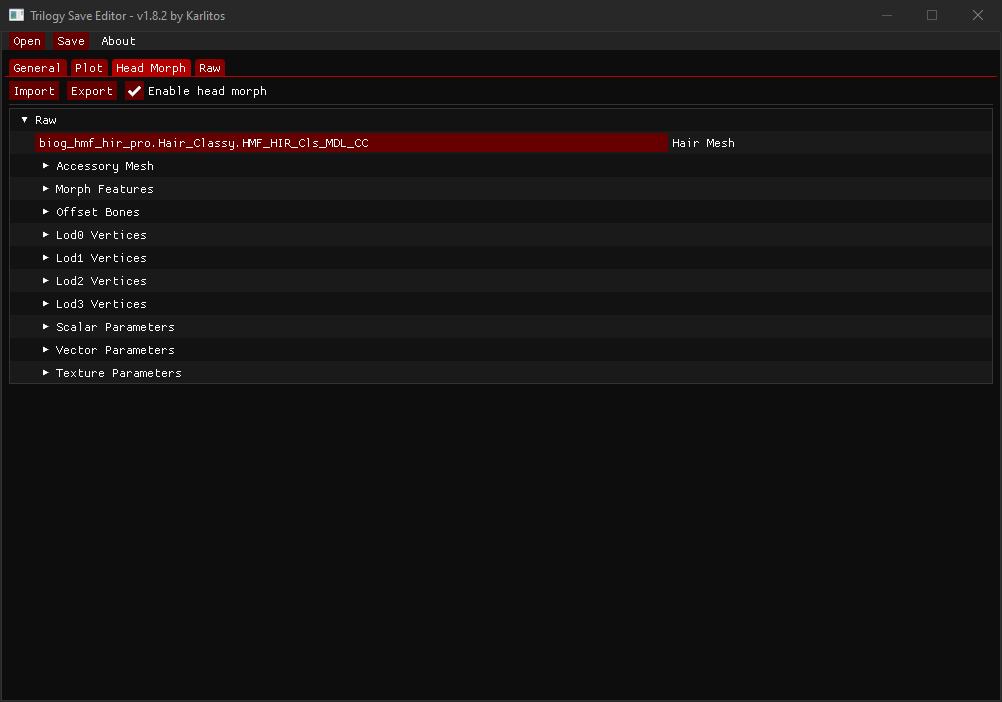 Trilogy Save Editor - v1.8.2 by Karlitos
Open Save About
General Plot Head Morph Raw
Import Export Enable head morph
Raw
biog_hmf_hir_pro.Hair_Classy.HMF_HIR_Cls_MDL_CC Hair Mesh
Accessory Mesh
Morph Features
Offset Bones
Lod0 Vertices
Lod1 Vertices
Lod2 Vertices
Lod3 Vertices
Scalar Parameters
Vector Parameters
Texture Parameters